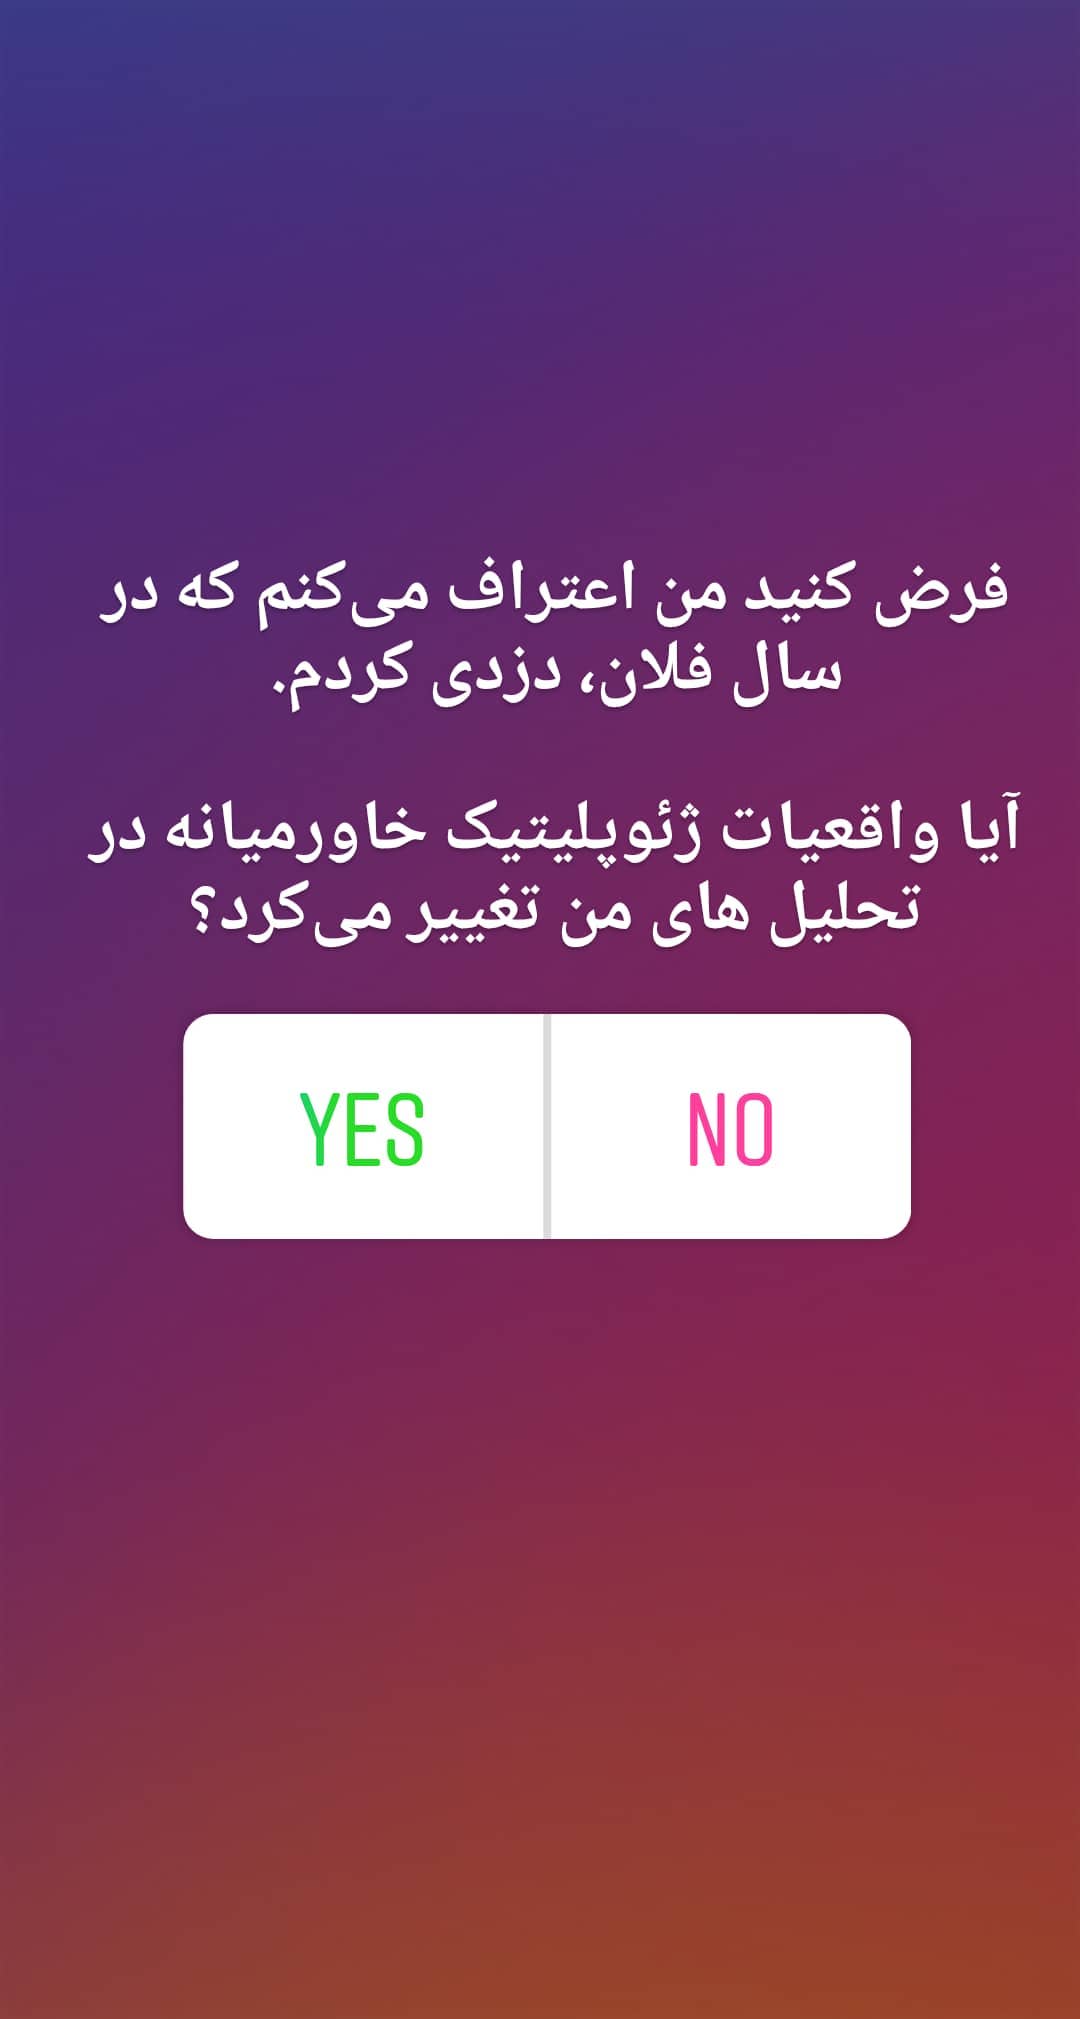 فرض کنید من اعتراف می‌کنم که در
سال فلان، دزدی کردم.
آیا واقعیات ژئوپلیتیک خاورمیانه در
تحلیل های من تغییر می‌کرد؟
YES NO